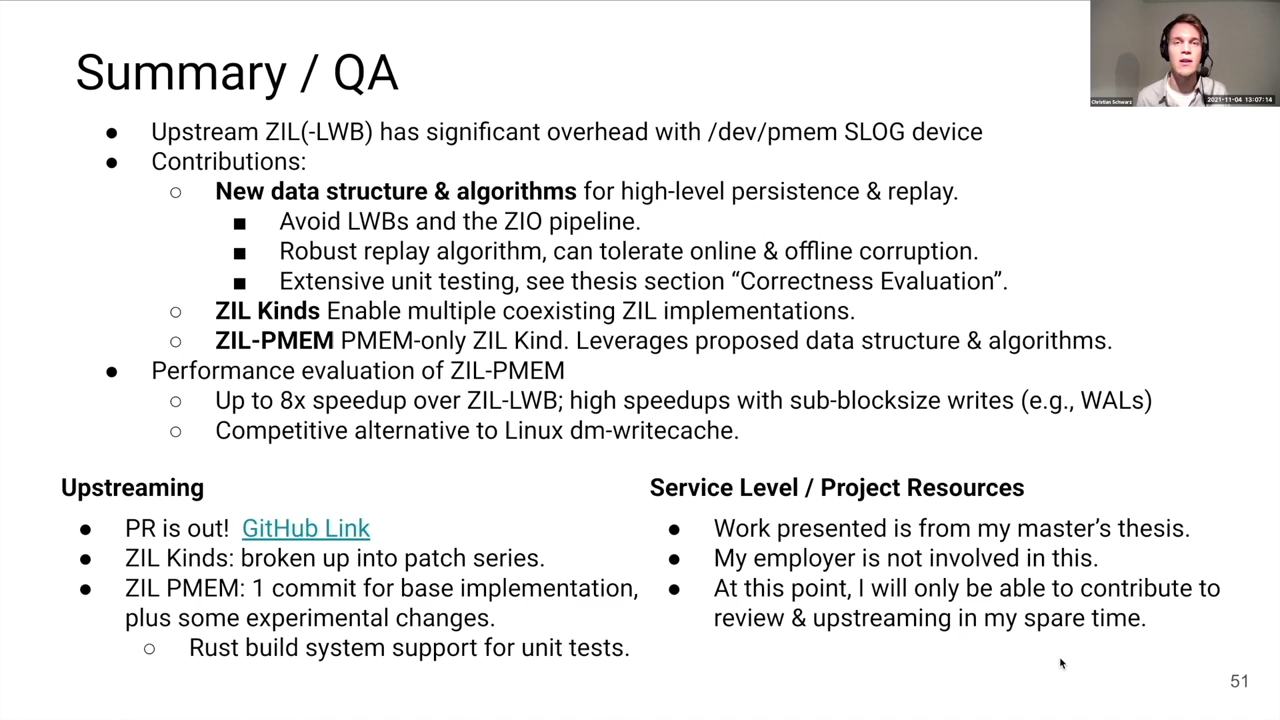 Summary / QA
● Upstream ZIL(-LWB) has significant overhead with /dev/pmem SLOG device
● Contributions:
○ New data structure & algorithms for high-level persistence & replay.
■ Avoid LWBs and the ZIO pipeline.
■ Robust replay algorithm, can tolerate online & offline corruption.
■ Extensive unit testing, see thesis section “Correctness Evaluation”.
○ ZIL Kinds Enable multiple coexisting ZIL implementations.
○ ZIL-PMEM PMEM-only ZIL Kind. Leverages proposed data structure & algorithms.
● Performance evaluation of ZIL-PMEM
○ Up to 8x speedup over ZIL-LWB; high speedups with sub-blocksize writes (e.g., WALs)
○ Competitive alternative to Linux dm-writecache.
Upstreaming
● PR is out! GitHub Link
● ZIL Kinds: broken up into patch series.
● ZIL PMEM: 1 commit for base implementation,
plus some experimental changes.
○ Rust build system support for unit tests.
Service Level / Project Resources
● Work presented is from my master’s thesis.
● My employer is not involved in this.
● At this point, I will only be able to contribute to
review & upstreaming in my spare time.
51
Christian Schwarz
2021-11-04 13:07:14